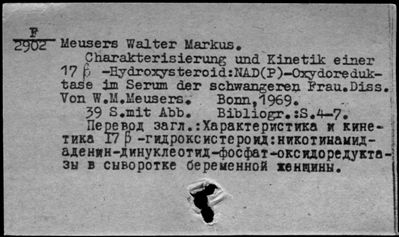 F
2902
Meusers Walter Markus.
Charakterisierung und Kinetik einer
17 β -Hydroxysteroid:NAD(P)-Oxydoreduk-
tase im Serum der schwangeren Frau.Diss.
Von W.M.Meusers. Bonn,1969.
39 S.mit Abb. Bibliogr.:S.4-7.
Перевод загл.:Характеристика и кине-
тика 17 β -гидроксистероид:никотинамид-
аденин-динуклеотид-фосфат-оксидоредукта-
зы в сыворотке беременной женщины.